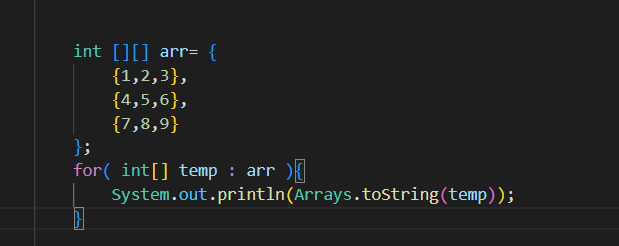 int [][] arr= {
    {1,2,3},
    {4,5,6},
    {7,8,9}
};
for( int[] temp : arr ){
    System.out.println(Arrays.toString(temp));
}